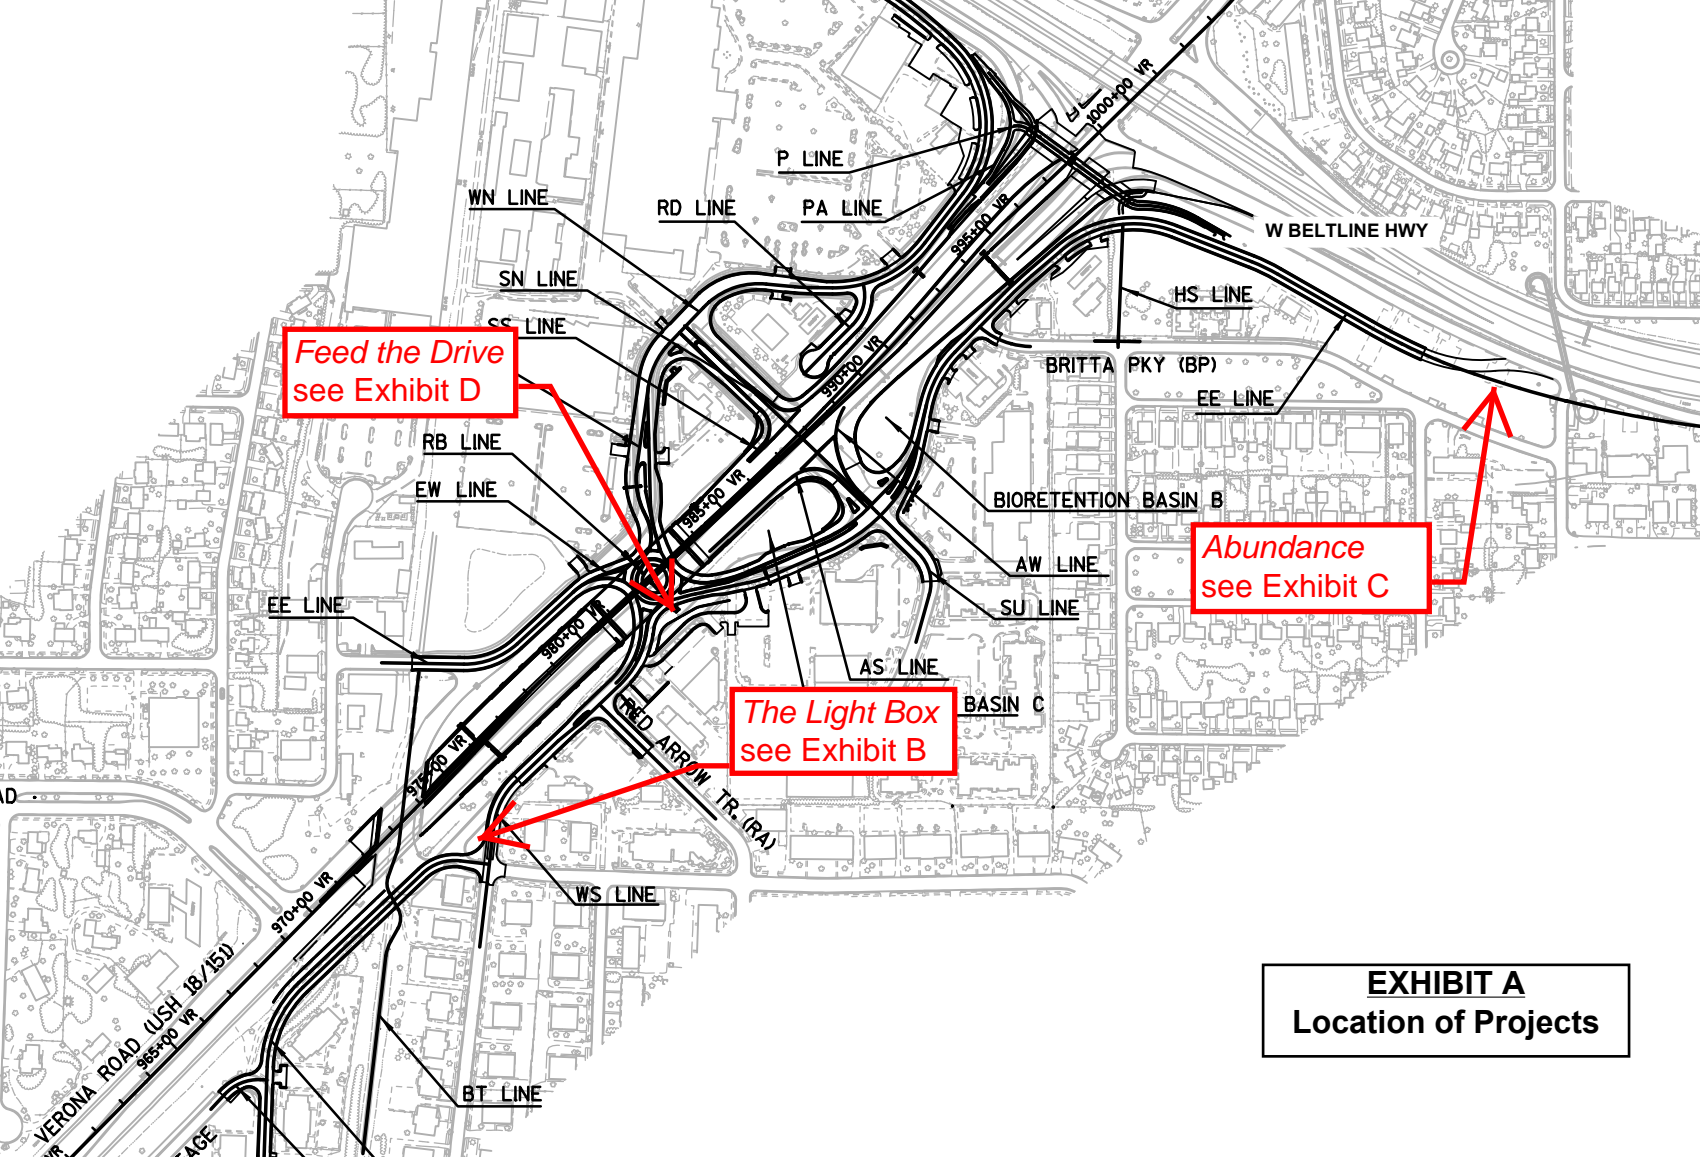 1000+00 VR
P LINE
WN LINE
RD LINE
PA LINE
995+00 VR
W BELTLINE HWY
SN LINE
HS LINE
SS LINE
Feed the Drive
see Exhibit D
990+00 VR
BRITTA PKY (BP)
EE LINE
RB LINE
EW LINE
985+00 VR
BIORETENTION BASIN B
Abundance
see Exhibit C
AW LINE
EE LINE
SU LINE
980+00 VR
AS LINE
The Light Box
see Exhibit B
BASIN C
RED ARROW TR. (RA)
975+00 VR
AD
WS LINE
970+00 VR
VERONA ROAD (USH 18/151)
965+00 VR
EXHIBIT A
Location of Projects
BT LINE
VR